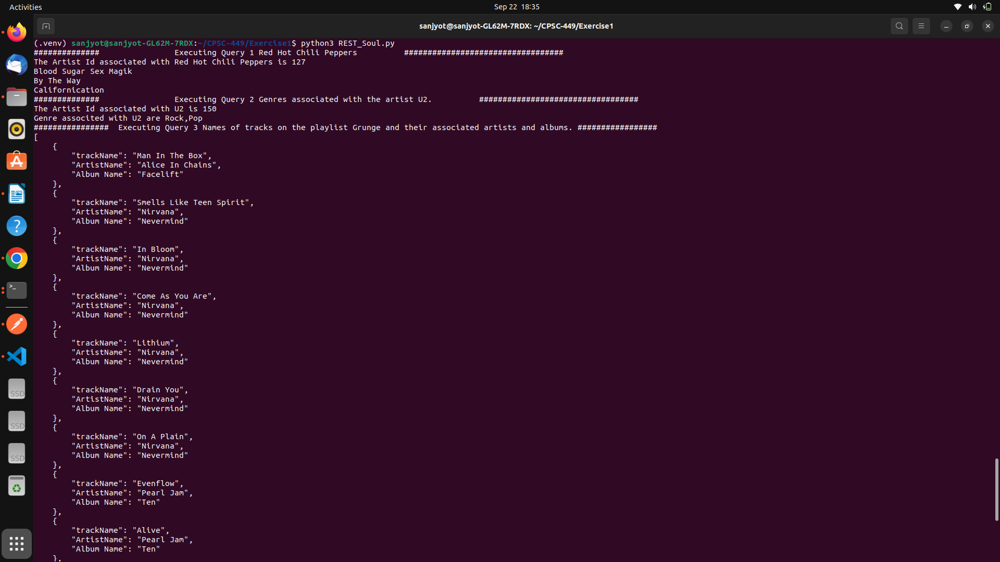 Activities
Sep 22  18:35
sanjyot@sanjyot-GL62M-7RDX: ~/CPSC-449/Exercise1
(.venv) sanjyot@sanjyot-GL62M-7RDX:~/CPSC-449/Exercise1$ python3 REST_Soul.py
##############                Executing Query 1 Red Hot Chili Peppers          ##################################
The Artist Id associated with Red Hot Chili Peppers is 127
Blood Sugar Sex Magik
By The Way
Californication
##############                Executing Query 2 Genres associated with the artist U2.          ##################################
The Artist Id associated with U2 is 150
Genre associted with U2 are Rock,Pop
################  Executing Query 3 Names of tracks on the playlist Grunge and their associated artists and albums. #################
[
    {
        "trackName": "Man In The Box",
        "ArtistName": "Alice In Chains",
        "Album Name": "Facelift"
    },
    {
        "trackName": "Smells Like Teen Spirit",
        "ArtistName": "Nirvana",
        "Album Name": "Nevermind"
    },
    {
        "trackName": "In Bloom",
        "ArtistName": "Nirvana",
        "Album Name": "Nevermind"
    },
    {
        "trackName": "Come As You Are",
        "ArtistName": "Nirvana",
        "Album Name": "Nevermind"
    },
    {
        "trackName": "Lithium",
        "ArtistName": "Nirvana",
        "Album Name": "Nevermind"
    },
    {
        "trackName": "Drain You",
        "ArtistName": "Nirvana",
        "Album Name": "Nevermind"
    },
    {
        "trackName": "On A Plain",
        "ArtistName": "Nirvana",
        "Album Name": "Nevermind"
    },
    {
        "trackName": "Evenflow",
        "ArtistName": "Pearl Jam",
        "Album Name": "Ten"
    },
    {
        "trackName": "Alive",
        "ArtistName": "Pearl Jam",
        "Album Name": "Ten"
    },
>_
?
SSD
SSD
SSD